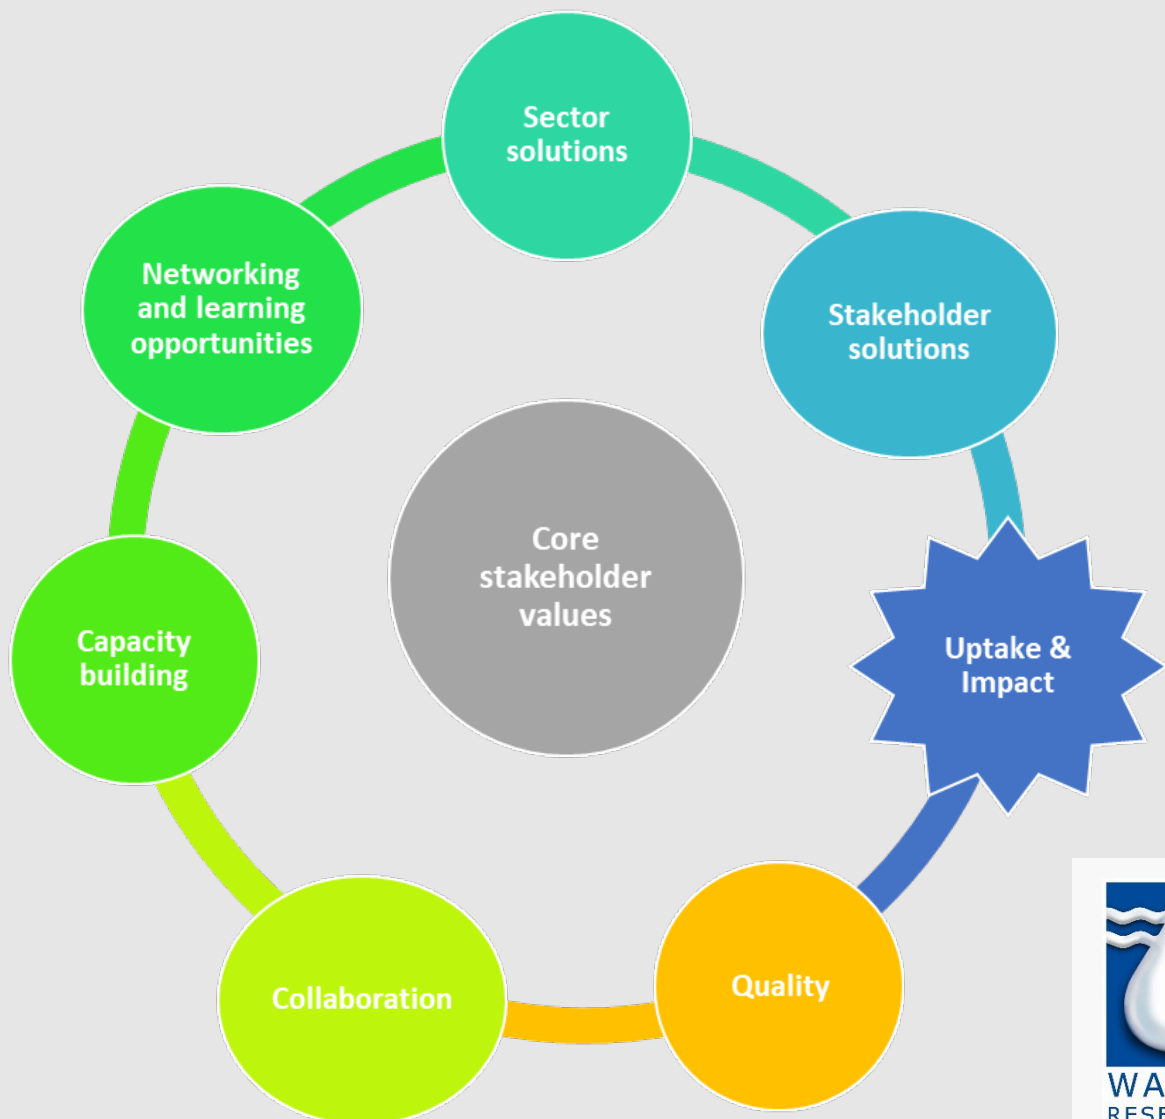 Sector
solutions
Stakeholder
solutions
Uptake &
Impact
Quality
Collaboration
Capacity
building
Networking
and learning
opportunities
Core
stakeholder
values